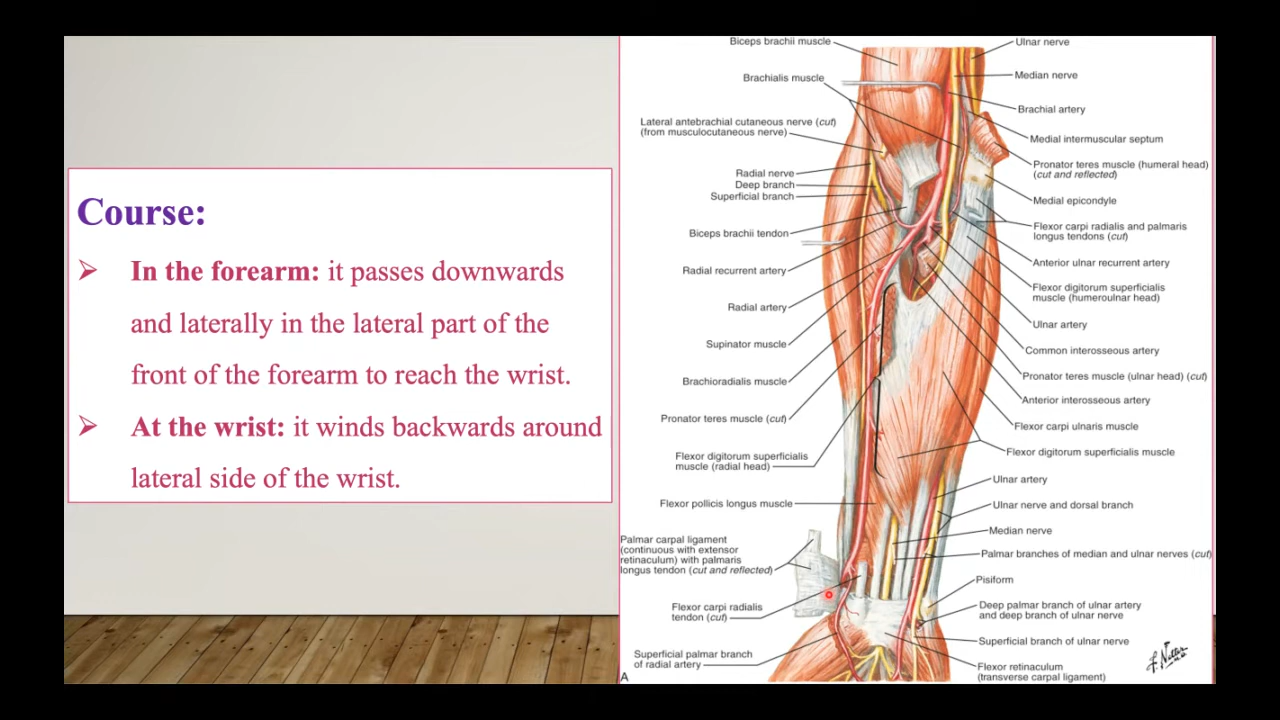 Course:
In the forearm: it passes downwards
and laterally in the lateral part of the
front of the forearm to reach the wrist.
At the wrist: it winds backwards around
lateral side of the wrist.
Biceps brachii muscle
Brachialis muscle
Lateral antebrachial cutaneous nerve (cut)
(from musculocutaneous nerve)
Radial nerve
Deep branch
Superficial branch
Biceps brachii tendon
Radial recurrent artery
Radial artery
Supinator muscle
Brachioradialis muscle
Pronator teres muscle (cut)
Flexor digitorum superficialis
muscle (radial head)
Flexor pollicis longus muscle
Palmar carpal ligament
(continuous with extensor
retinaculum) with palmaris
longus tendon (cut and reflected)
Flexor carpi radialis
tendon (cut)
Superficial palmar branch
of radial artery
A
Ulnar nerve
Median nerve
Brachial artery
Medial intermuscular septum
Pronator teres muscle (humeral head)
(cut and reflected)
Medial epicondyle
Flexor carpi radialis and palmaris
longus tendons (cut)
Anterior ulnar recurrent artery
Flexor digitorum superficialis
muscle (humeroulnar head)
Ulnar artery
Common interosseous artery
Pronator teres muscle (ulnar head) (cut)
Anterior interosseous artery
Flexor carpi ulnaris muscle
Flexor digitorum superficialis muscle
Ulnar artery
Ulnar nerve and dorsal branch
Median nerve
Palmar branches of median and ulnar nerves (cut)
Pisiform
Deep palmar branch of ulnar artery
and deep branch of ulnar nerve
Superficial branch of ulnar nerve
Flexor retinaculum
(transverse carpal ligament)